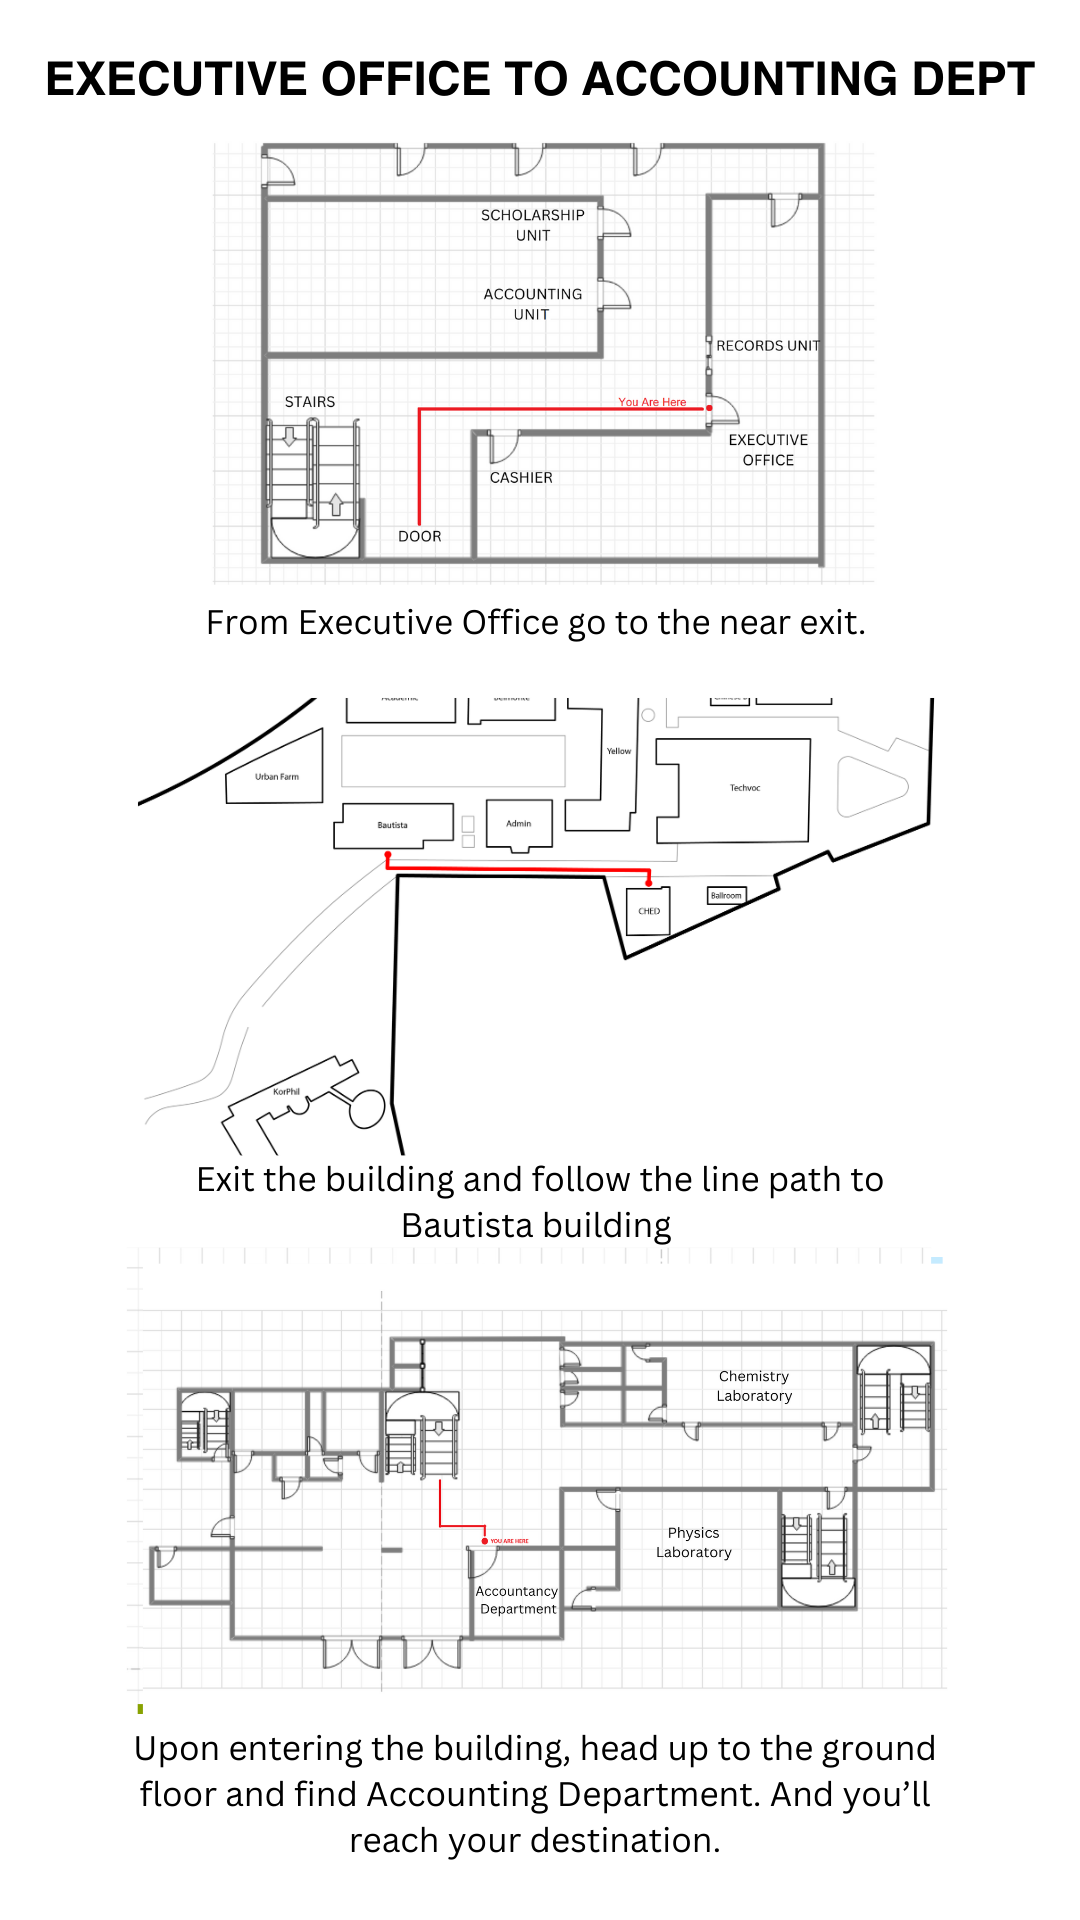 EXECUTIVE OFFICE TO ACCOUNTING DEPT
SCHOLARSHIP
UNIT
ACCOUNTING
UNIT
RECORDS UNIT
STAIRS
You Are Here
EXECUTIVE
OFFICE
CASHIER
DOOR
From Executive Office go to the near exit.
Academic
Belmonte
Yellow
Urban Farm
Techvoc
Bautista
Admin
Ballroom
CHED
KorPhil
Exit the building and follow the line path to
Bautista building
Chemistry
Laboratory
Physics
Laboratory
YOU ARE HERE
Accountancy
Department
Upon entering the building, head up to the ground
floor and find Accounting Department. And you’ll
reach your destination.